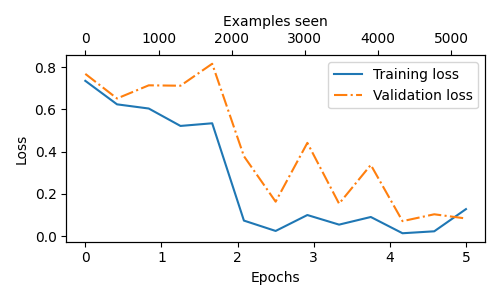 Examples seen
0 1000 2000 3000 4000 5000
0.8
0.6
0.4
0.2
0.0
Loss
Training loss
Validation loss
0 1 2 3 4 5
Epochs